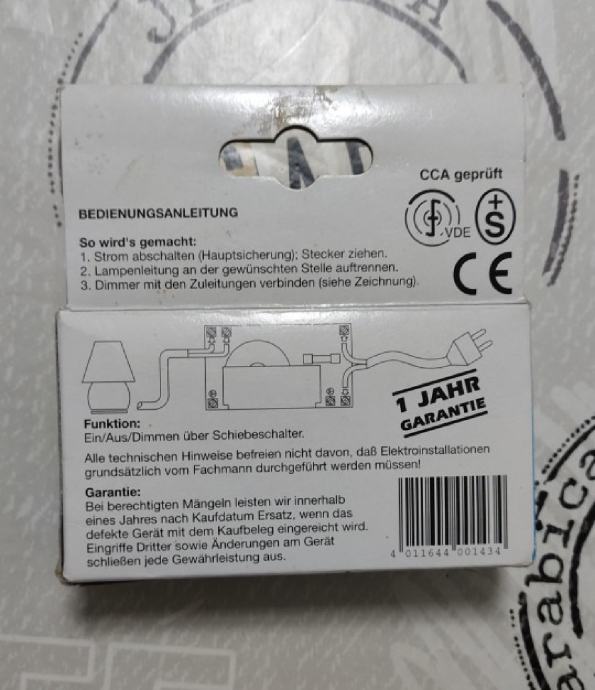 CCA geprüft
BEDIENUNGSANLEITUNG
VDE
+
S
So wird's gemacht:
1. Strom abschalten (Hauptsicherung); Stecker ziehen.
2. Lampenleitung an der gewünschten Stelle auftrennen.
3. Dimmer mit den Zuleitungen verbinden (siehe Zeichnung).
CE
1 JAHR
GARANTIE
Funktion:
Ein/Aus/Dimmen über Schiebeschalter.
Alle technischen Hinweise befreien nicht davon, daß Elektroinstallationen
grundsätzlich vom Fachmann durchgeführt werden müssen!
Garantie:
Bei berechtigten Mängeln leisten wir innerhalb
eines Jahres nach Kaufdatum Ersatz, wenn das
defekte Gerät mit dem Kaufbeleg eingereicht wird.
Eingriffe Dritter sowie Änderungen am Gerät
schließen jede Gewährleistung aus.
4 011644 001434
arabica